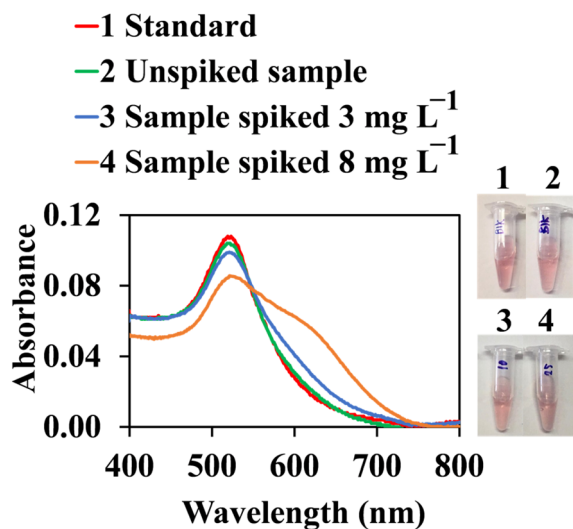 1 Standard
2 Unspiked sample
3 Sample spiked 3 mg L⁻¹
4 Sample spiked 8 mg L⁻¹
Absorbance
0.12
0.08
0.04
0.00
400 500 600 700 800
Wavelength (nm)
1 2
3 4